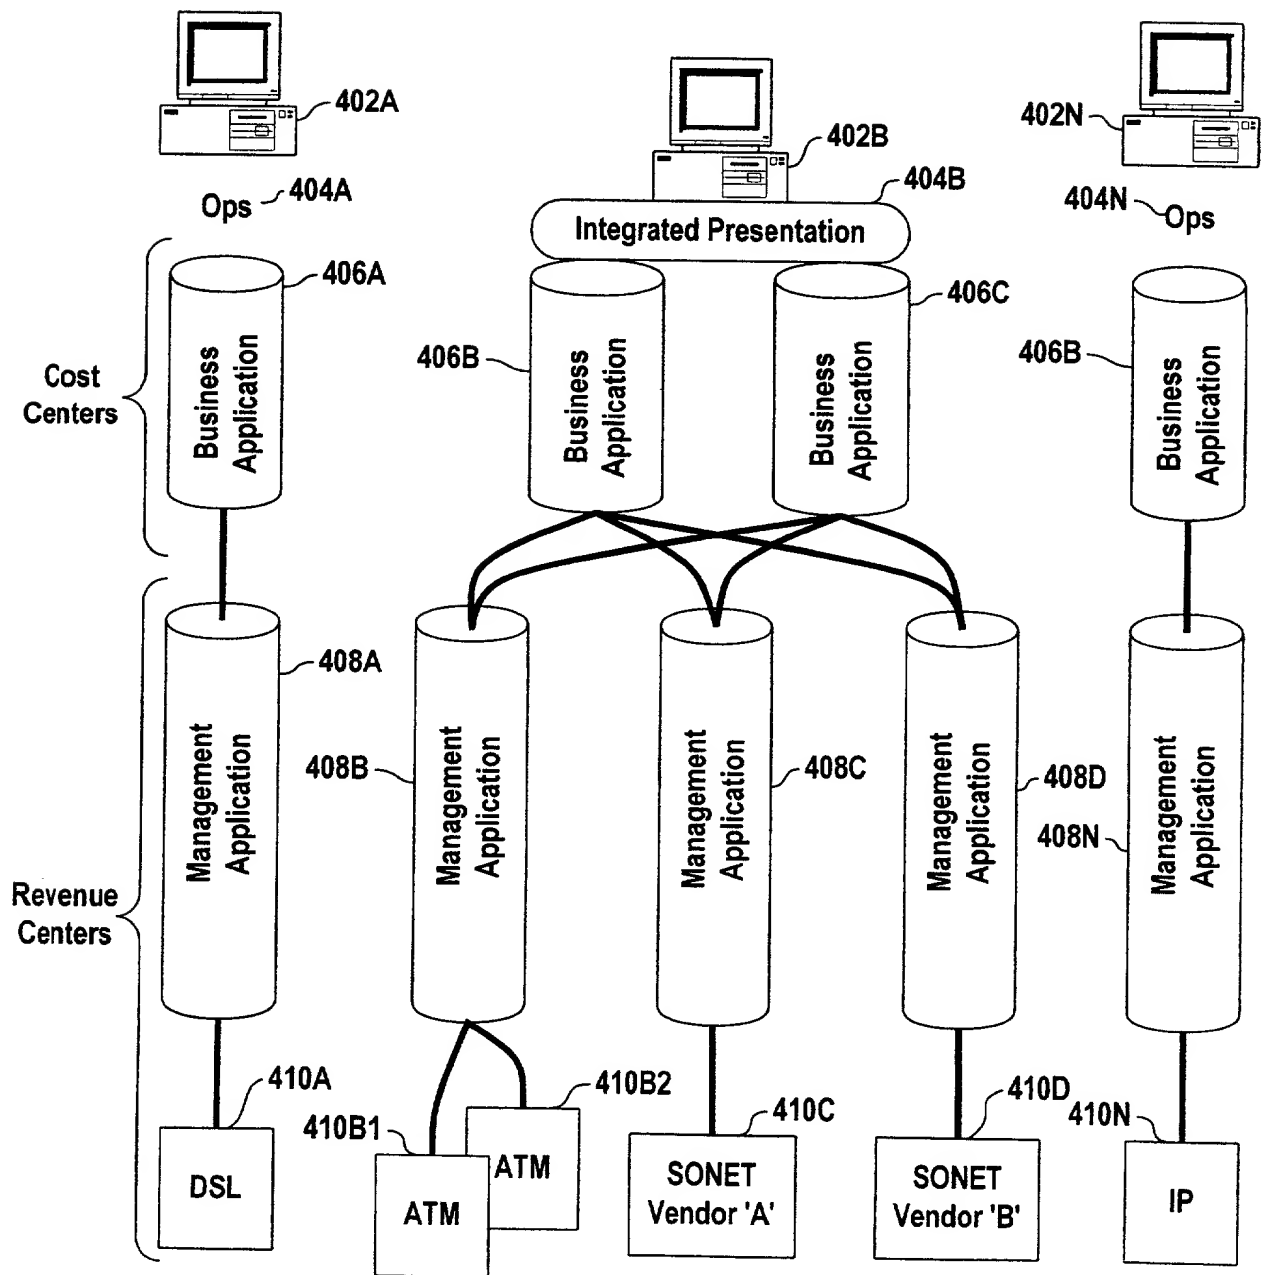 402A
402B
402N
404A
Ops
404B
404N
Ops
Integrated Presentation
406A
406B
406C
406B
Cost
Centers
Business
Application
Business
Application
Business
Application
Business
Application
408A
408B
408C
408D
408N
Management
Application
Management
Application
Management
Application
Management
Application
Management
Application
Revenue
Centers
410A
410B1
410B2
410C
410D
410N
DSL
ATM
ATM
SONET
Vendor 'A'
SONET
Vendor 'B'
IP